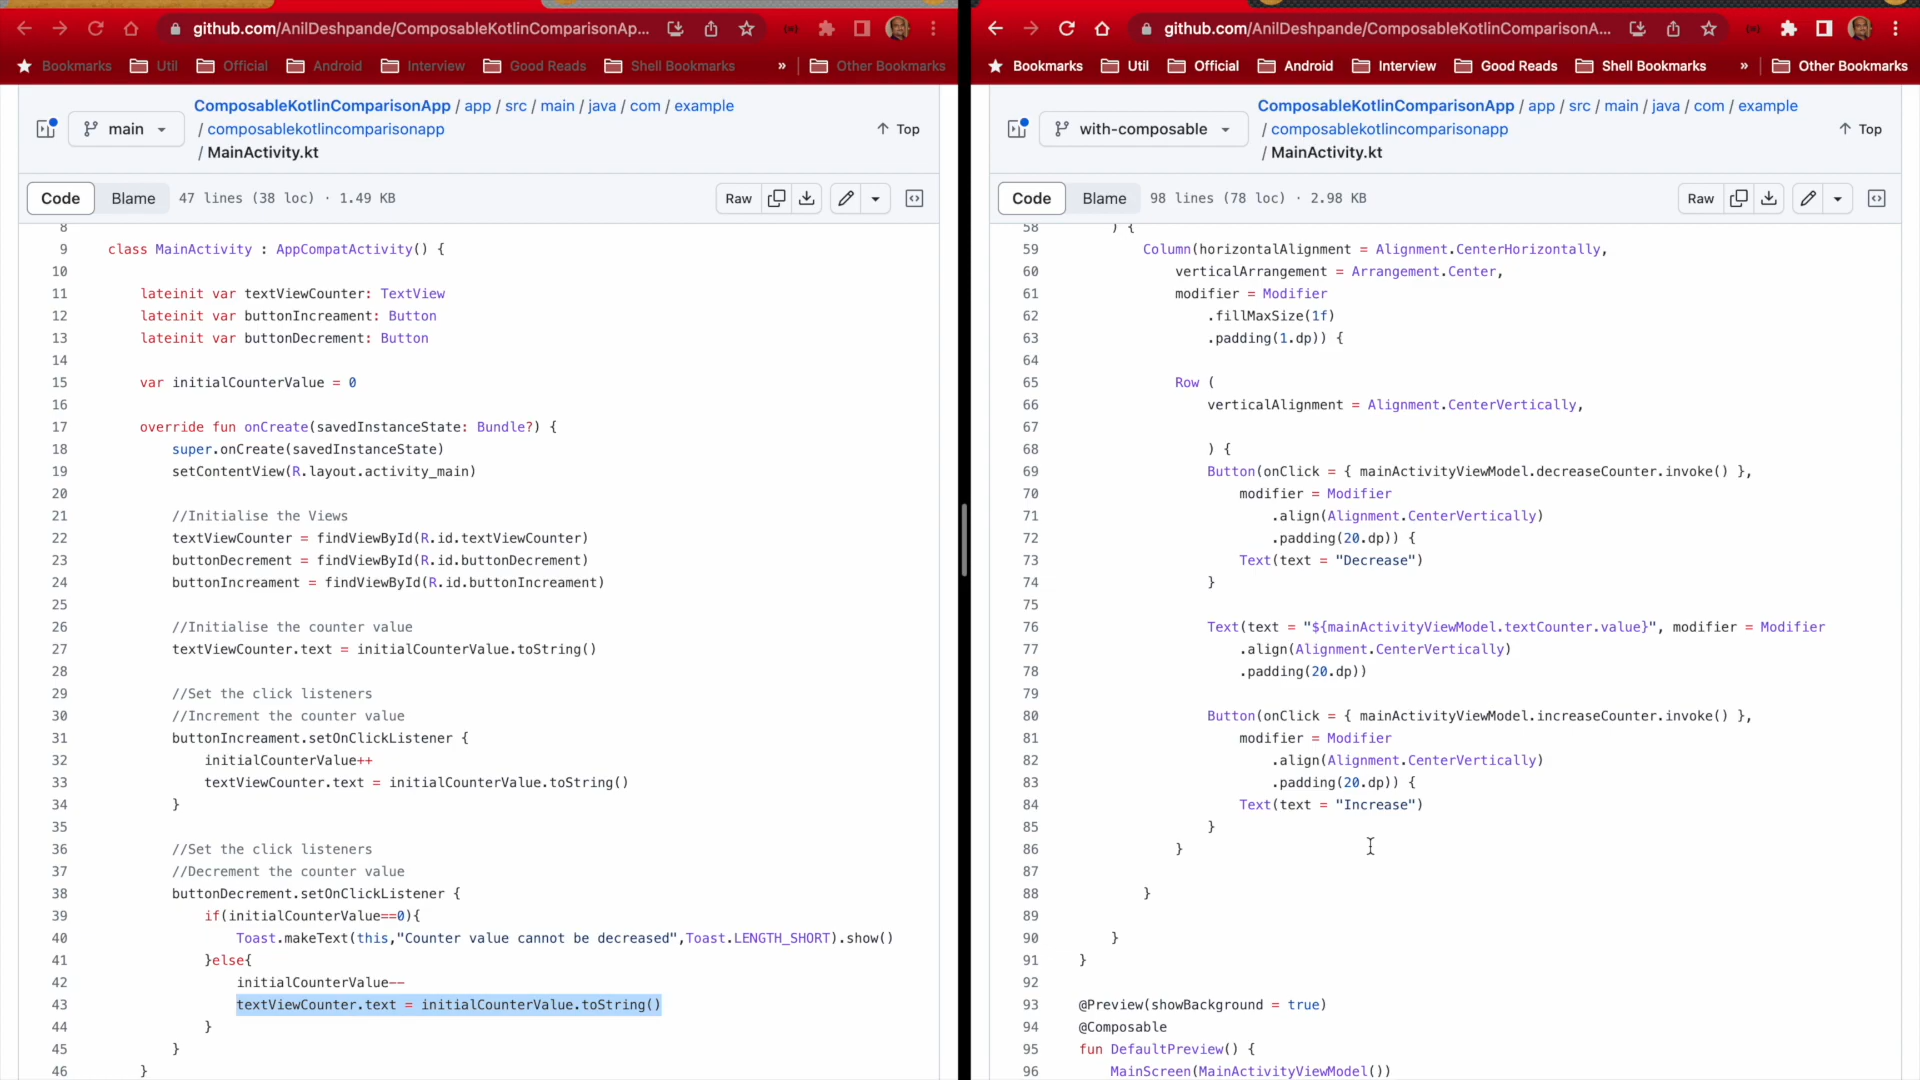 github.com/AnilDeshpande/ComposableKotlinComparisonAp...
Bookmarks Util Official Android Interview Good Reads Shell Bookmarks » Other Bookmarks
ComposableKotlinComparisonApp / app / src / main / java / com / example
main / composablekotlincomparisonapp ↑ Top
/ MainActivity.kt
Code Blame 47 lines (38 loc) · 1.49 KB Raw
8
9 class MainActivity : AppCompatActivity() {
10
11 lateinit var textViewCounter: TextView
12 lateinit var buttonIncreament: Button
13 lateinit var buttonDecrement: Button
14
15 var initialCounterValue = 0
16
17 override fun onCreate(savedInstanceState: Bundle?) {
18 super.onCreate(savedInstanceState)
19 setContentView(R.layout.activity_main)
20
21 //Initialise the Views
22 textViewCounter = findViewById(R.id.textViewCounter)
23 buttonDecrement = findViewById(R.id.buttonDecrement)
24 buttonIncreament = findViewById(R.id.buttonIncreament)
25
26 //Initialise the counter value
27 textViewCounter.text = initialCounterValue.toString()
28
29 //Set the click listeners
30 //Increment the counter value
31 buttonIncreament.setOnClickListener {
32 initialCounterValue++
33 textViewCounter.text = initialCounterValue.toString()
34 }
35
36 //Set the click listeners
37 //Decrement the counter value
38 buttonDecrement.setOnClickListener {
39 if(initialCounterValue==0){
40 Toast.makeText(this,"Counter value cannot be decreased",Toast.LENGTH_SHORT).show()
41 }else{
42 initialCounterValue--
43 textViewCounter.text = initialCounterValue.toString()
44 }
45 }
46 }
github.com/AnilDeshpande/ComposableKotlinComparisonA...
Bookmarks Util Official Android Interview Good Reads Shell Bookmarks » Other Bookmarks
ComposableKotlinComparisonApp / app / src / main / java / com / example
with-composable / composablekotlincomparisonapp ↑ Top
/ MainActivity.kt
Code Blame 98 lines (78 loc) · 2.98 KB Raw
58 ) {
59 Column(horizontalAlignment = Alignment.CenterHorizontally,
60 verticalArrangement = Arrangement.Center,
61 modifier = Modifier
62 .fillMaxSize(1f)
63 .padding(1.dp)) {
64
65 Row (
66 verticalAlignment = Alignment.CenterVertically,
67
68 ) {
69 Button(onClick = { mainActivityViewModel.decreaseCounter.invoke() },
70 modifier = Modifier
71 .align(Alignment.CenterVertically)
72 .padding(20.dp)) {
73 Text(text = "Decrease")
74 }
75
76 Text(text = "${mainActivityViewModel.textCounter.value}", modifier = Modifier
77 .align(Alignment.CenterVertically)
78 .padding(20.dp))
79
80 Button(onClick = { mainActivityViewModel.increaseCounter.invoke() },
81 modifier = Modifier
82 .align(Alignment.CenterVertically)
83 .padding(20.dp)) {
84 Text(text = "Increase")
85 }
86 }
87
88 }
89
90 }
91 }
92
93 @Preview(showBackground = true)
94 @Composable
95 fun DefaultPreview() {
96 MainScreen(MainActivityViewModel())